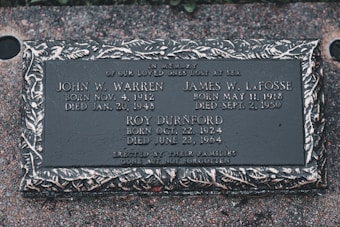 IN MEMORY
OF OUR LOVED ONES LOST AT SEA
JOHN W. WARREN
BORN NOV. 4, 1912
DIED JAN. 20, 1948
JAMES W. LAFOSSE
BORN MAY 11, 1918
DIED SEPT. 2, 1950
ROY DURNFORD
BORN OCT. 22, 1924
DIED JUNE 23, 1964
ERECTED BY THEIR FAMILIES
GONE BUT NOT FORGOTTEN